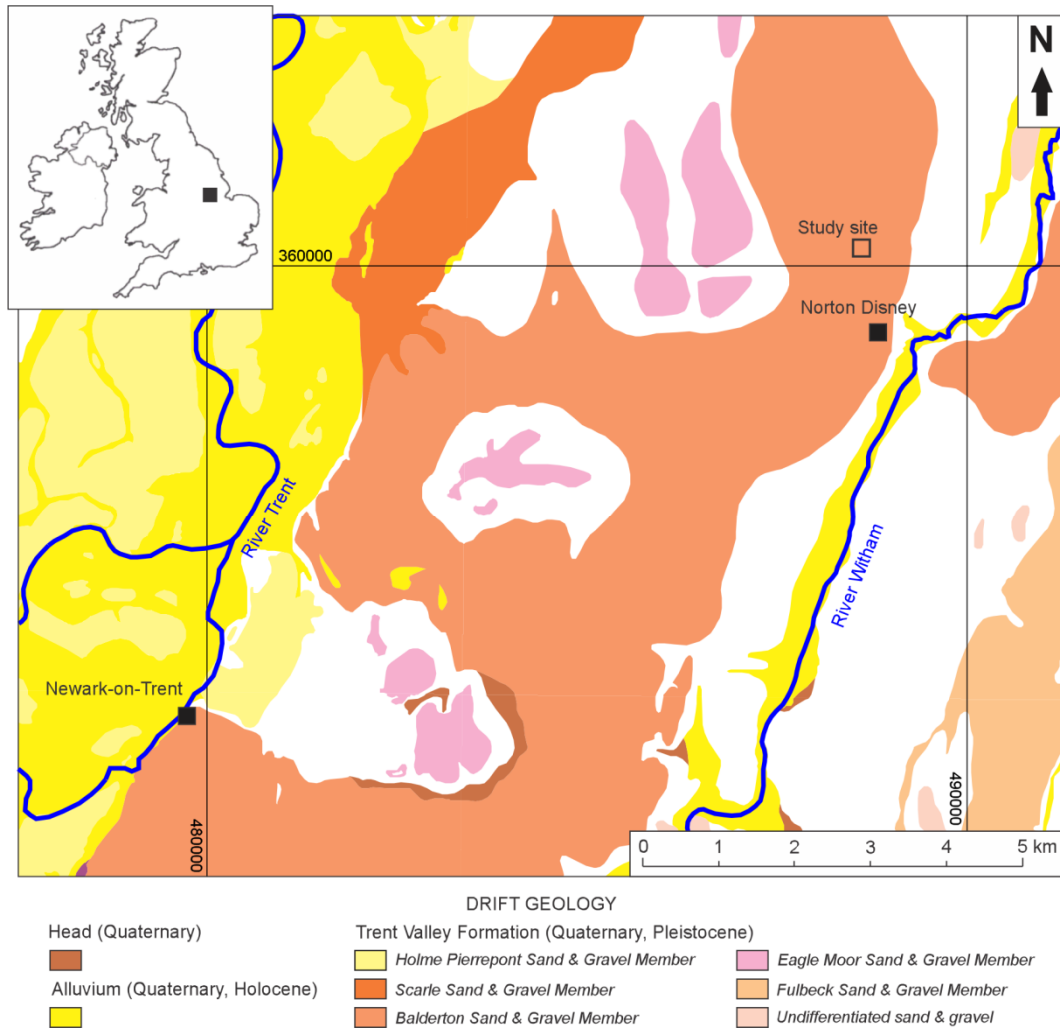 N
Study site
360000
Norton Disney
River Trent
River Witham
Newark-on-Trent
480000
490000
0 1 2 3 4 5 km
DRIFT GEOLOGY
Head (Quaternary)
Alluvium (Quaternary, Holocene)
Trent Valley Formation (Quaternary, Pleistocene)
Holme Pierrepont Sand & Gravel Member
Scarle Sand & Gravel Member
Balderton Sand & Gravel Member
Eagle Moor Sand & Gravel Member
Fulbeck Sand & Gravel Member
Undifferentiated sand & gravel